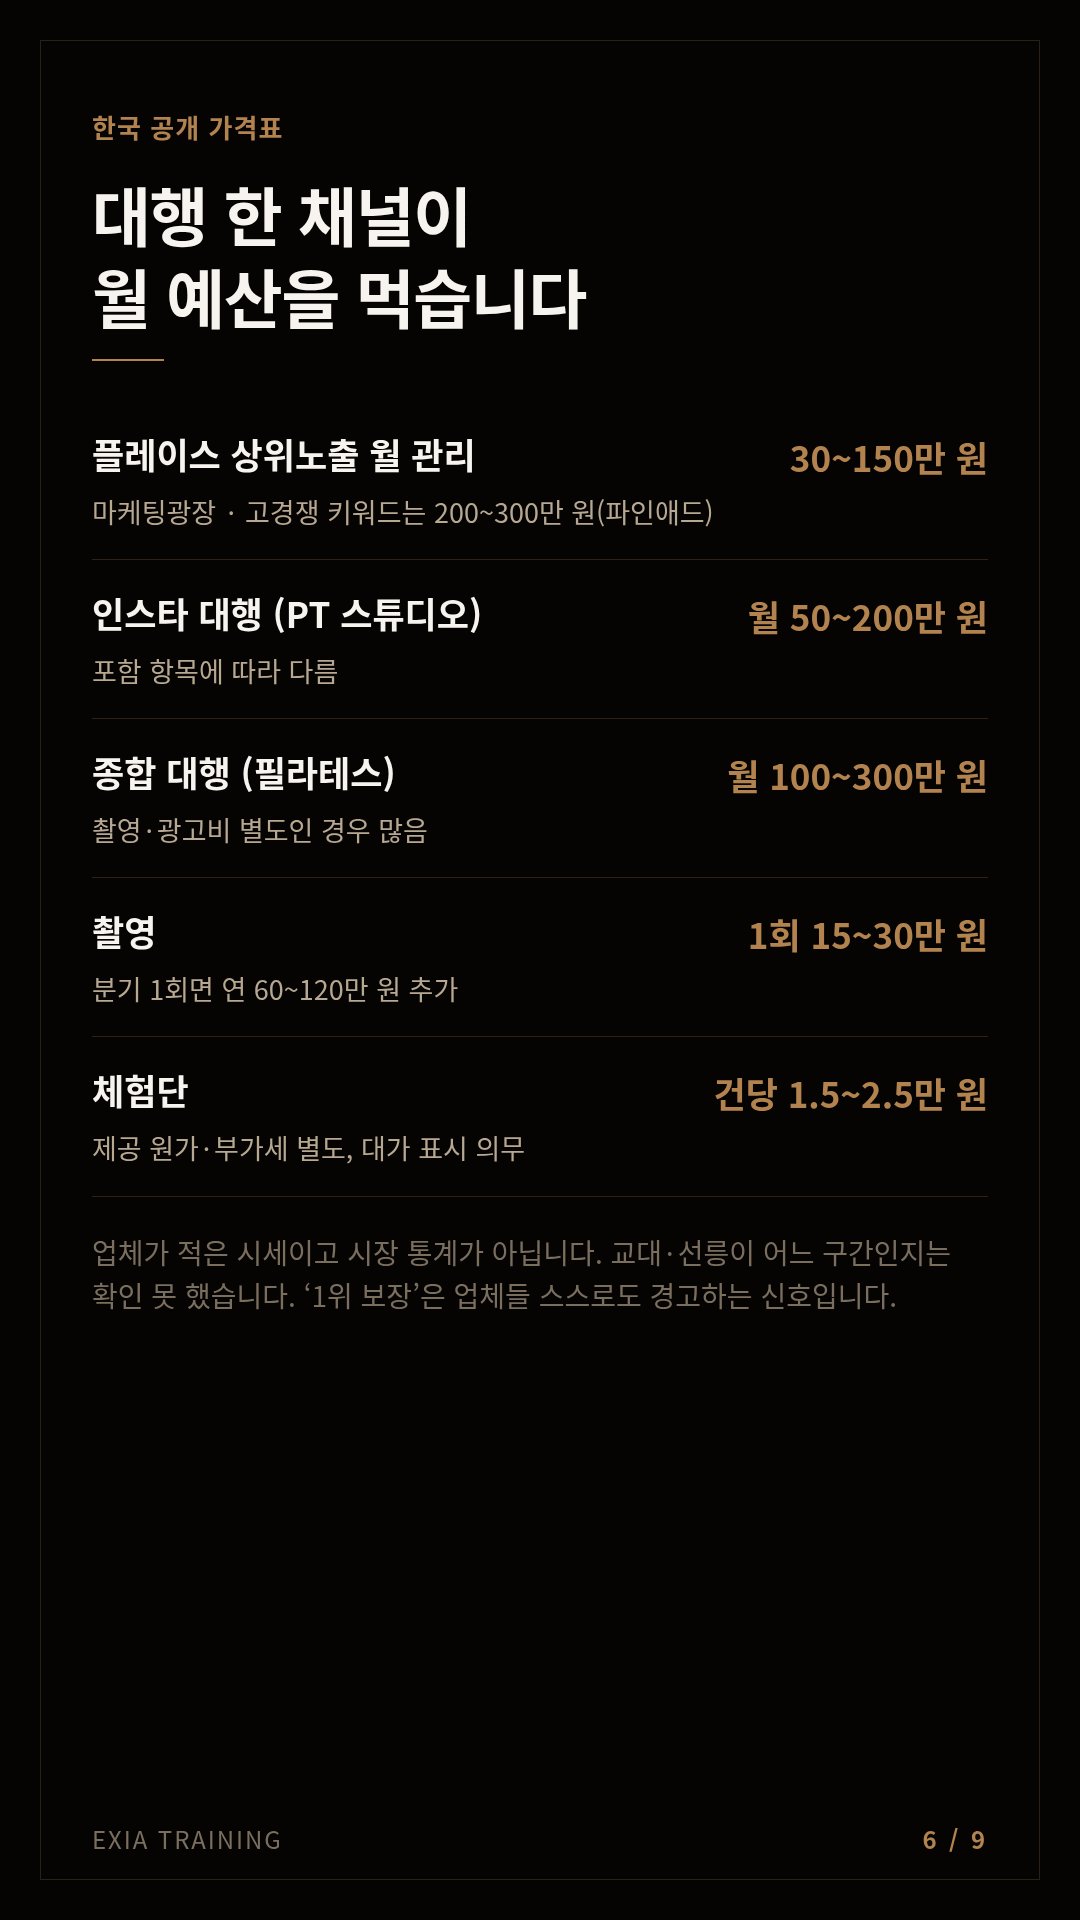 한국 공개 가격표
대행 한 채널이
월 예산을 먹습니다
플레이스 상위노출 월 관리
30~150만 원
마케팅광장 · 고경쟁 키워드는 200~300만 원(파인애드)
인스타 대행 (PT 스튜디오)
월 50~200만 원
포함 항목에 따라 다름
종합 대행 (필라테스)
월 100~300만 원
촬영·광고비 별도인 경우 많음
촬영
1회 15~30만 원
분기 1회면 연 60~120만 원 추가
체험단
건당 1.5~2.5만 원
제공 원가·부가세 별도, 대가 표시 의무
업체가 적은 시세이고 시장 통계가 아닙니다. 교대·선릉이 어느 구간인지는
확인 못 했습니다. ‘1위 보장’은 업체들 스스로도 경고하는 신호입니다.
EXIA TRAINING
6 / 9